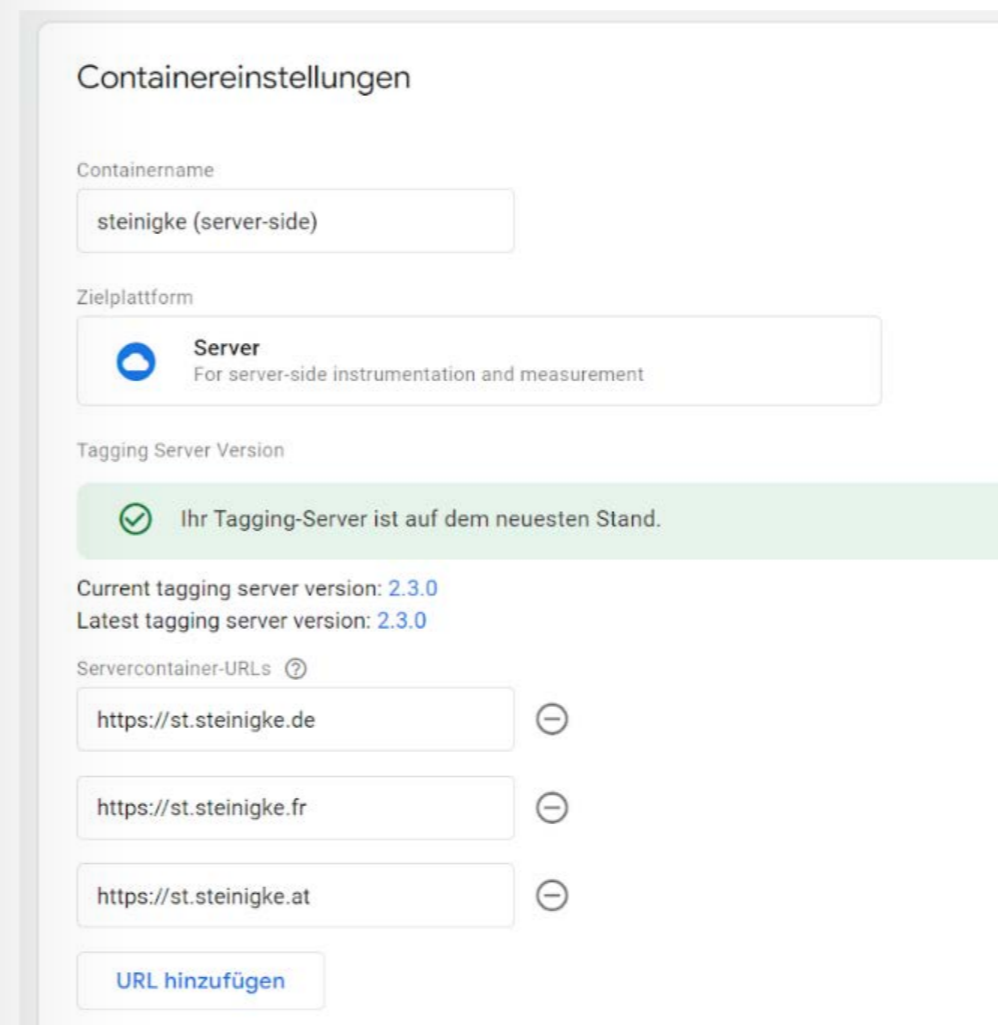 Containereinstellungen
Containername
steinigke (server-side)
Zielplattform
Server
For server-side instrumentation and measurement
Tagging Server Version
Ihr Tagging-Server ist auf dem neuesten Stand.
Current tagging server version: 2.3.0
Latest tagging server version: 2.3.0
Servercontainer-URLs ?
https://st.steinigke.de
https://st.steinigke.fr
https://st.steinigke.at
URL hinzufügen